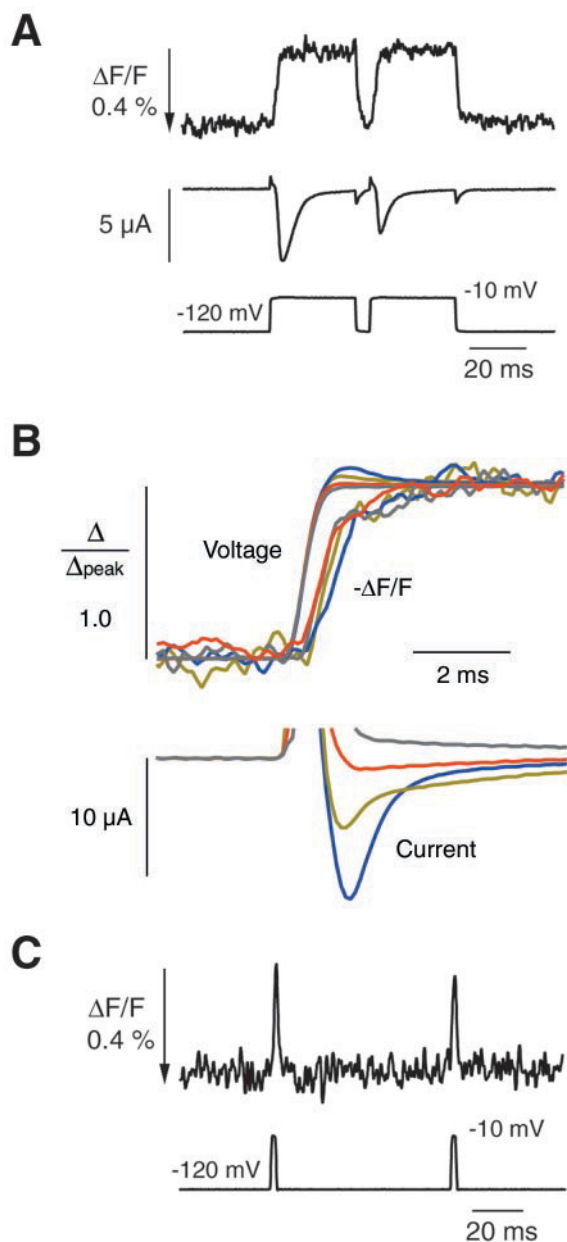 A
ΔF/F
0.4 %
5 µA
-120 mV
-10 mV
20 ms
B
Δ
Δpeak
1.0
Voltage
-ΔF/F
2 ms
10 µA
Current
C
ΔF/F
0.4 %
-120 mV
-10 mV
20 ms